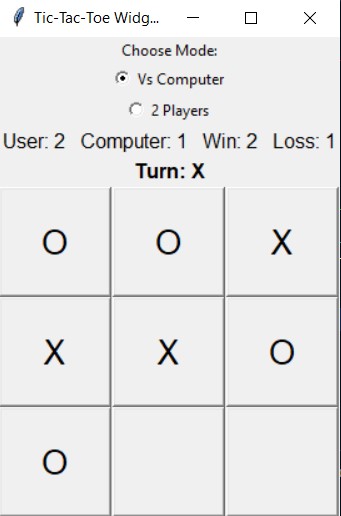 Tic-Tac-Toe Widg...
Choose Mode:
Vs Computer
2 Players
User: 2 Computer: 1 Win: 2 Loss: 1
Turn: X
O O X
X X O
O